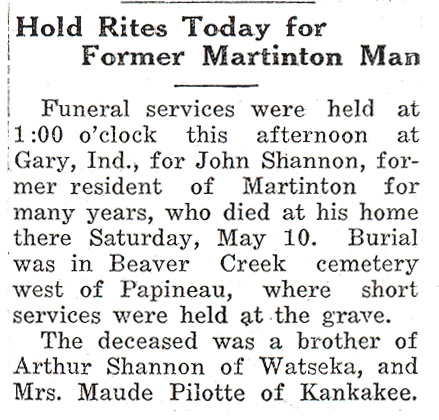 Hold Rites Today for
Former Martinton Man
Funeral services were held at
1:00 o'clock this afternoon at
Gary, Ind., for John Shannon, for-
mer resident of Martinton for
many years, who died at his home
there Saturday, May 10. Burial
was in Beaver Creek cemetery
west of Papineau, where short
services were held at the grave.
The deceased was a brother of
Arthur Shannon of Watseka, and
Mrs. Maude Pilotte of Kankakee.